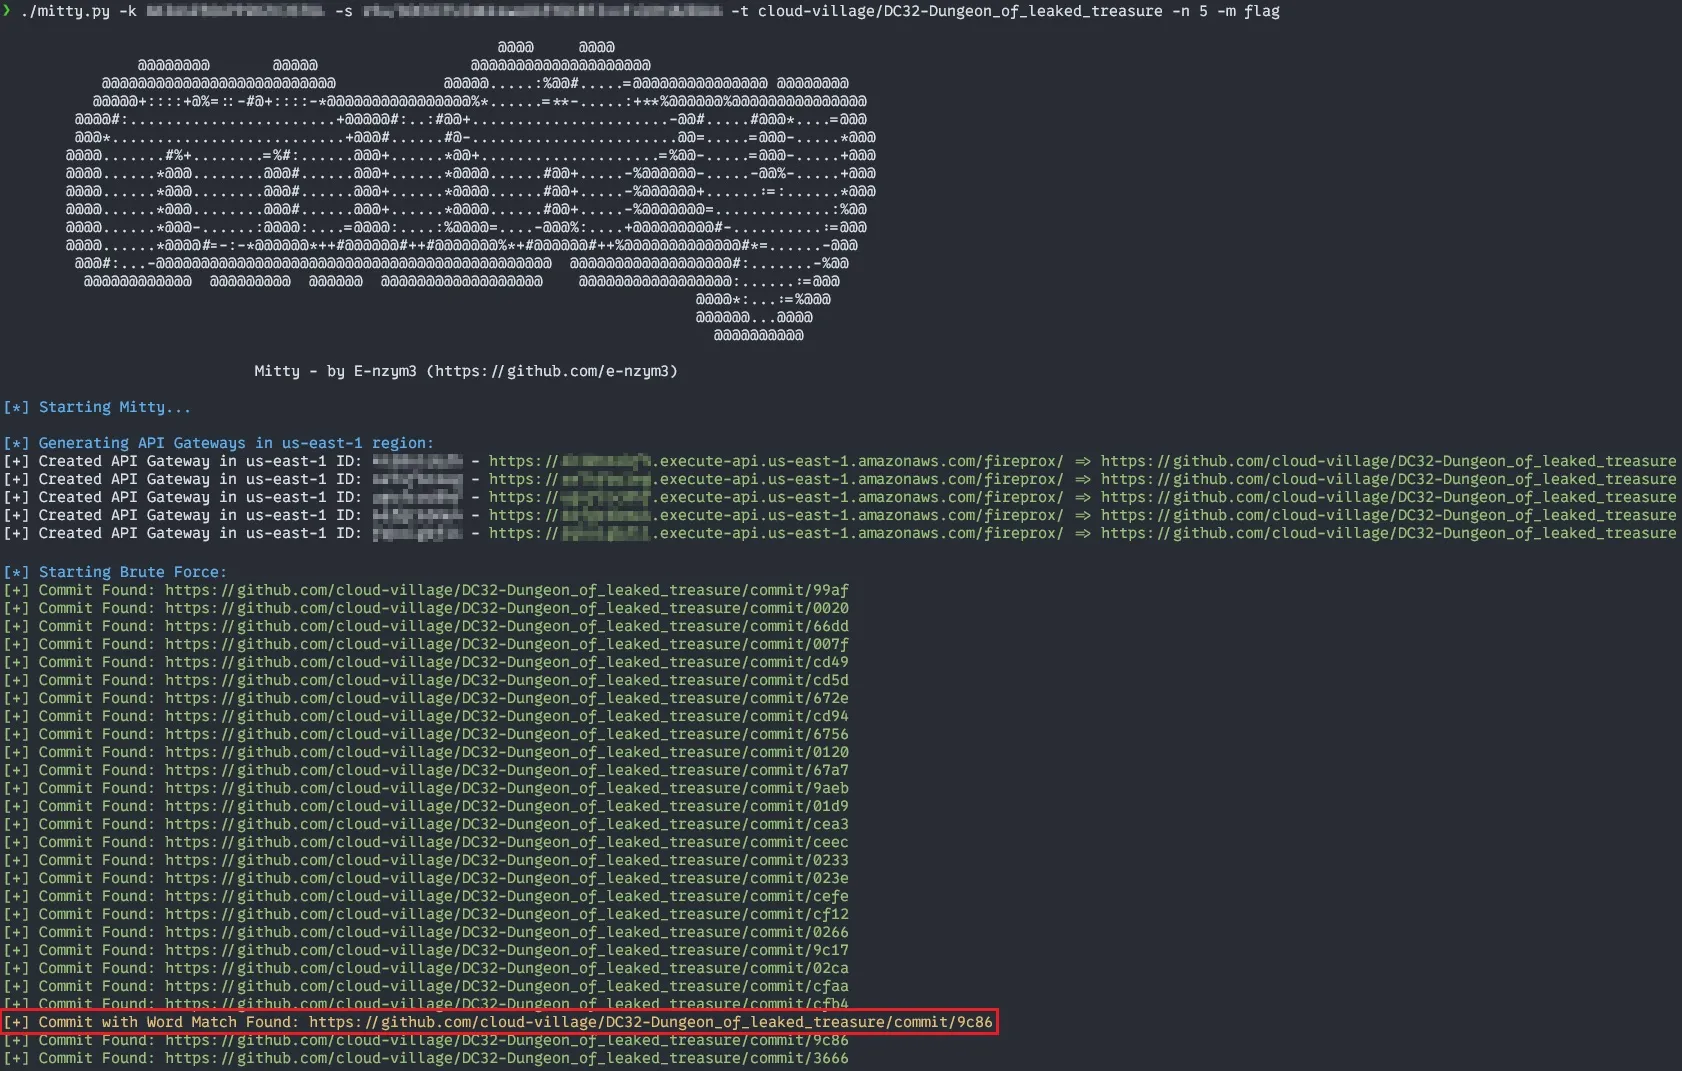 ❯ ./mitty.py -k -s -t cloud-village/DC32-Dungeon_of_leaked_treasure -n 5 -m flag
Mitty - by E-nzym3 (https://github.com/e-nzym3)
[*] Starting Mitty...
[*] Generating API Gateways in us-east-1 region:
[+] Created API Gateway in us-east-1 ID: - https://.execute-api.us-east-1.amazonaws.com/fireprox/ => https://github.com/cloud-village/DC32-Dungeon_of_leaked_treasure
[+] Created API Gateway in us-east-1 ID: - https://.execute-api.us-east-1.amazonaws.com/fireprox/ => https://github.com/cloud-village/DC32-Dungeon_of_leaked_treasure
[+] Created API Gateway in us-east-1 ID: - https://.execute-api.us-east-1.amazonaws.com/fireprox/ => https://github.com/cloud-village/DC32-Dungeon_of_leaked_treasure
[+] Created API Gateway in us-east-1 ID: - https://.execute-api.us-east-1.amazonaws.com/fireprox/ => https://github.com/cloud-village/DC32-Dungeon_of_leaked_treasure
[+] Created API Gateway in us-east-1 ID: - https://.execute-api.us-east-1.amazonaws.com/fireprox/ => https://github.com/cloud-village/DC32-Dungeon_of_leaked_treasure
[*] Starting Brute Force:
[+] Commit Found: https://github.com/cloud-village/DC32-Dungeon_of_leaked_treasure/commit/99af
[+] Commit Found: https://github.com/cloud-village/DC32-Dungeon_of_leaked_treasure/commit/0020
[+] Commit Found: https://github.com/cloud-village/DC32-Dungeon_of_leaked_treasure/commit/66dd
[+] Commit Found: https://github.com/cloud-village/DC32-Dungeon_of_leaked_treasure/commit/007f
[+] Commit Found: https://github.com/cloud-village/DC32-Dungeon_of_leaked_treasure/commit/cd49
[+] Commit Found: https://github.com/cloud-village/DC32-Dungeon_of_leaked_treasure/commit/cd5d
[+] Commit Found: https://github.com/cloud-village/DC32-Dungeon_of_leaked_treasure/commit/672e
[+] Commit Found: https://github.com/cloud-village/DC32-Dungeon_of_leaked_treasure/commit/cd94
[+] Commit Found: https://github.com/cloud-village/DC32-Dungeon_of_leaked_treasure/commit/6756
[+] Commit Found: https://github.com/cloud-village/DC32-Dungeon_of_leaked_treasure/commit/0120
[+] Commit Found: https://github.com/cloud-village/DC32-Dungeon_of_leaked_treasure/commit/67a7
[+] Commit Found: https://github.com/cloud-village/DC32-Dungeon_of_leaked_treasure/commit/9aeb
[+] Commit Found: https://github.com/cloud-village/DC32-Dungeon_of_leaked_treasure/commit/01d9
[+] Commit Found: https://github.com/cloud-village/DC32-Dungeon_of_leaked_treasure/commit/cea3
[+] Commit Found: https://github.com/cloud-village/DC32-Dungeon_of_leaked_treasure/commit/ceec
[+] Commit Found: https://github.com/cloud-village/DC32-Dungeon_of_leaked_treasure/commit/0233
[+] Commit Found: https://github.com/cloud-village/DC32-Dungeon_of_leaked_treasure/commit/023e
[+] Commit Found: https://github.com/cloud-village/DC32-Dungeon_of_leaked_treasure/commit/cefe
[+] Commit Found: https://github.com/cloud-village/DC32-Dungeon_of_leaked_treasure/commit/cf12
[+] Commit Found: https://github.com/cloud-village/DC32-Dungeon_of_leaked_treasure/commit/0266
[+] Commit Found: https://github.com/cloud-village/DC32-Dungeon_of_leaked_treasure/commit/9c17
[+] Commit Found: https://github.com/cloud-village/DC32-Dungeon_of_leaked_treasure/commit/02ca
[+] Commit Found: https://github.com/cloud-village/DC32-Dungeon_of_leaked_treasure/commit/cfaa
[+] Commit Found: https://github.com/cloud-village/DC32-Dungeon_of_leaked_treasure/commit/cfb4
[+] Commit with Word Match Found: https://github.com/cloud-village/DC32-Dungeon_of_leaked_treasure/commit/9c86
[+] Commit Found: https://github.com/cloud-village/DC32-Dungeon_of_leaked_treasure/commit/9c86
[+] Commit Found: https://github.com/cloud-village/DC32-Dungeon_of_leaked_treasure/commit/3666